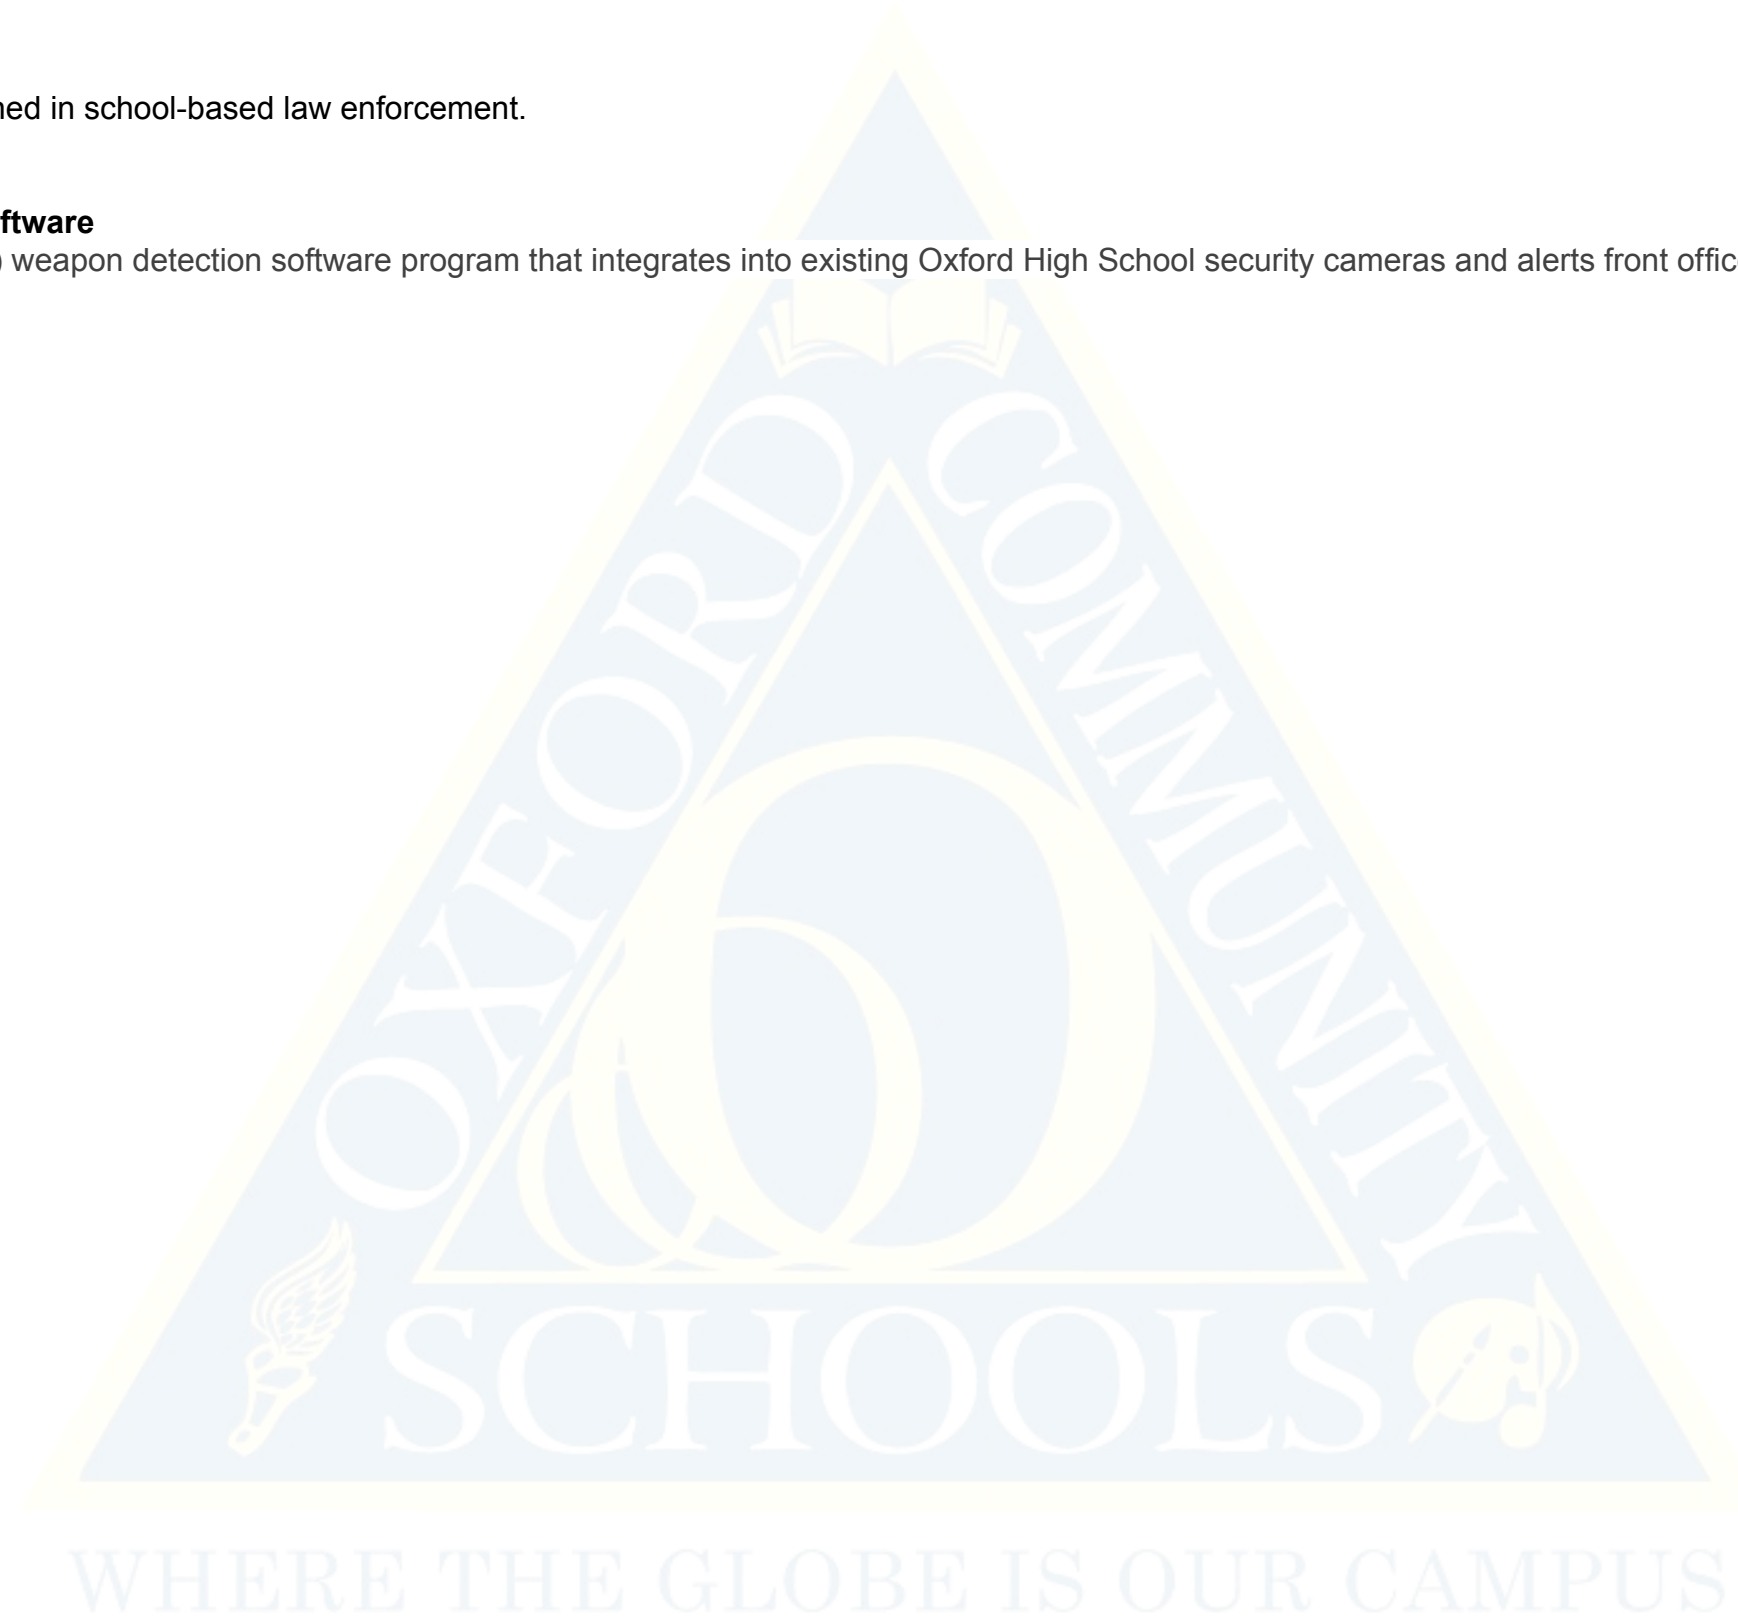 ned in school-based law enforcement.
ftware
) weapon detection software program that integrates into existing Oxford High School security cameras and alerts front offic
OXFORD COMMUNITY
SCHOOLS
WHERE THE GLOBE IS OUR CAMPUS